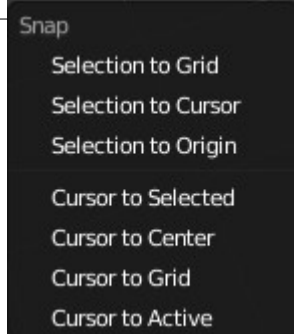 Snap
Selection to Grid
Selection to Cursor
Selection to Origin
Cursor to Selected
Cursor to Center
Cursor to Grid
Cursor to Active